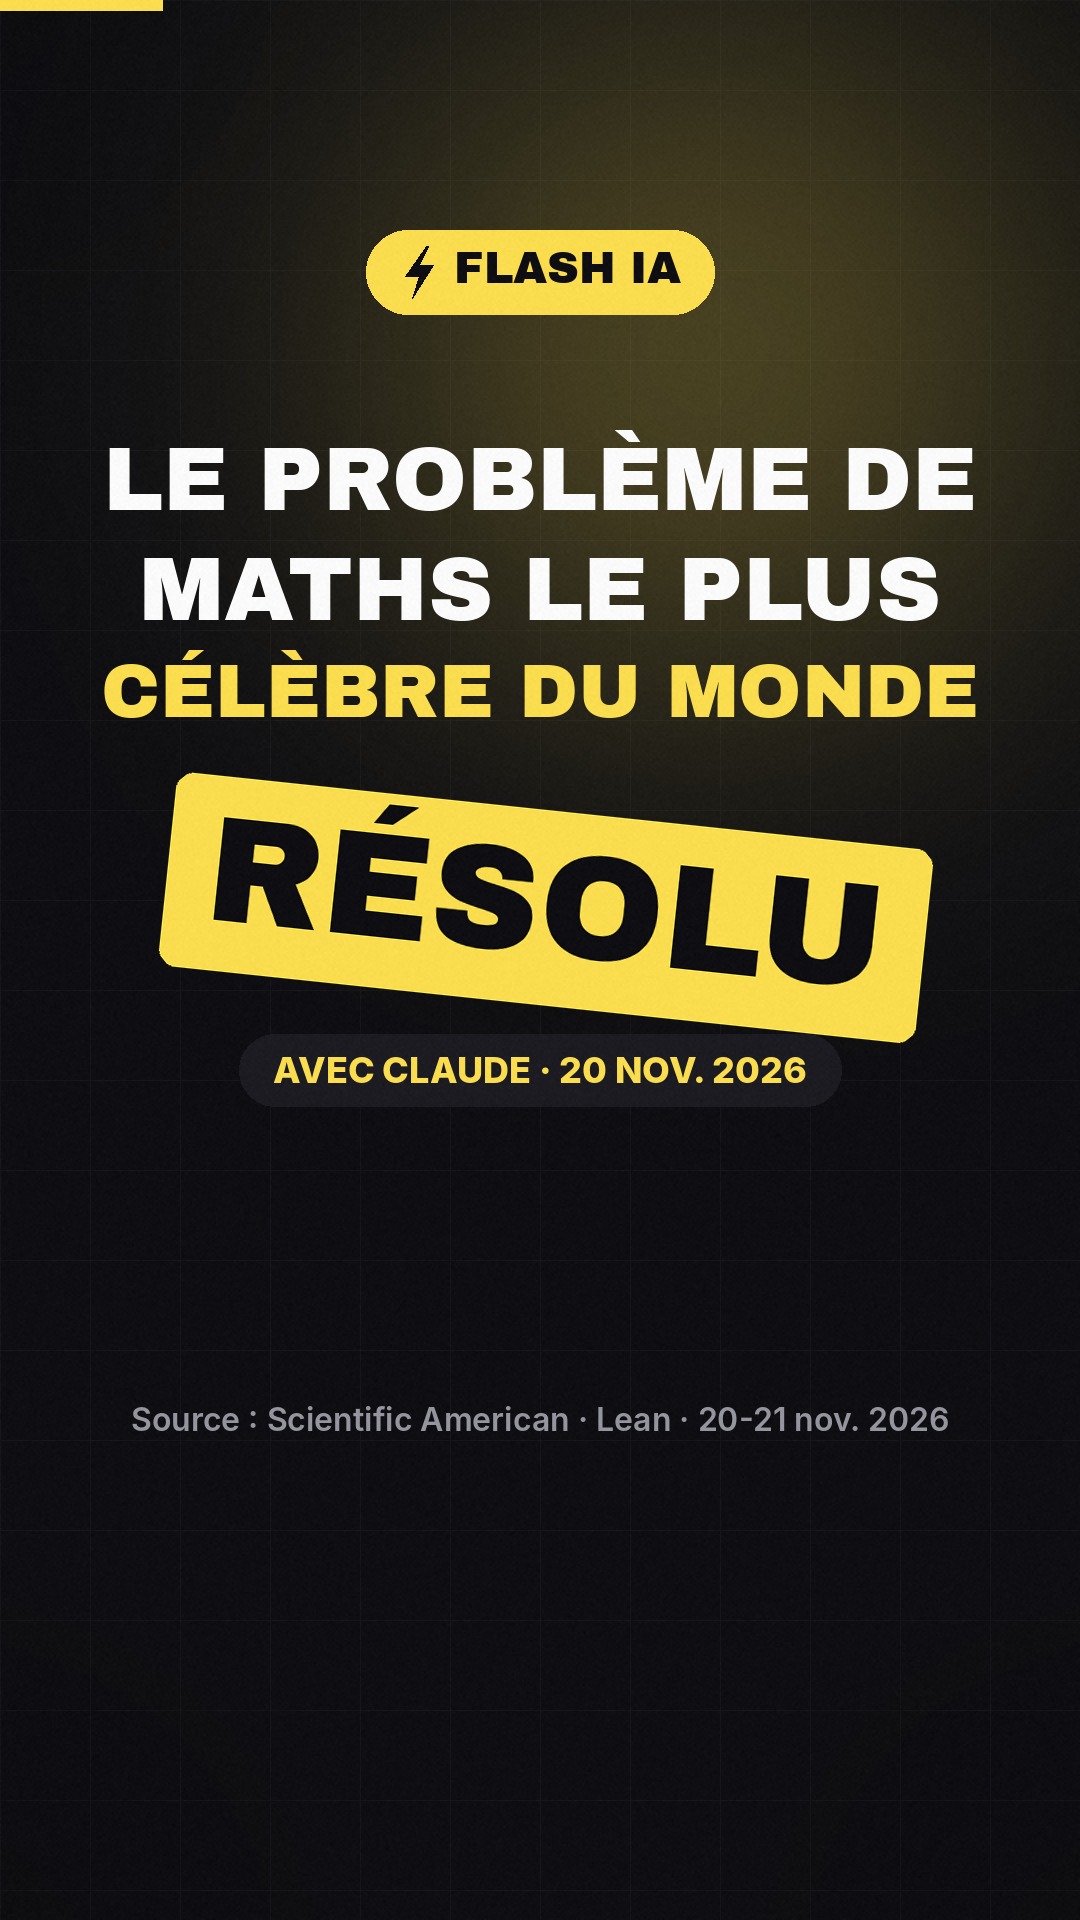 FLASH IA
LE PROBLÈME DE
MATHS LE PLUS
CÉLÈBRE DU MONDE
RÉSOLU
AVEC CLAUDE · 20 NOV. 2026
Source : Scientific American · Lean · 20-21 nov. 2026